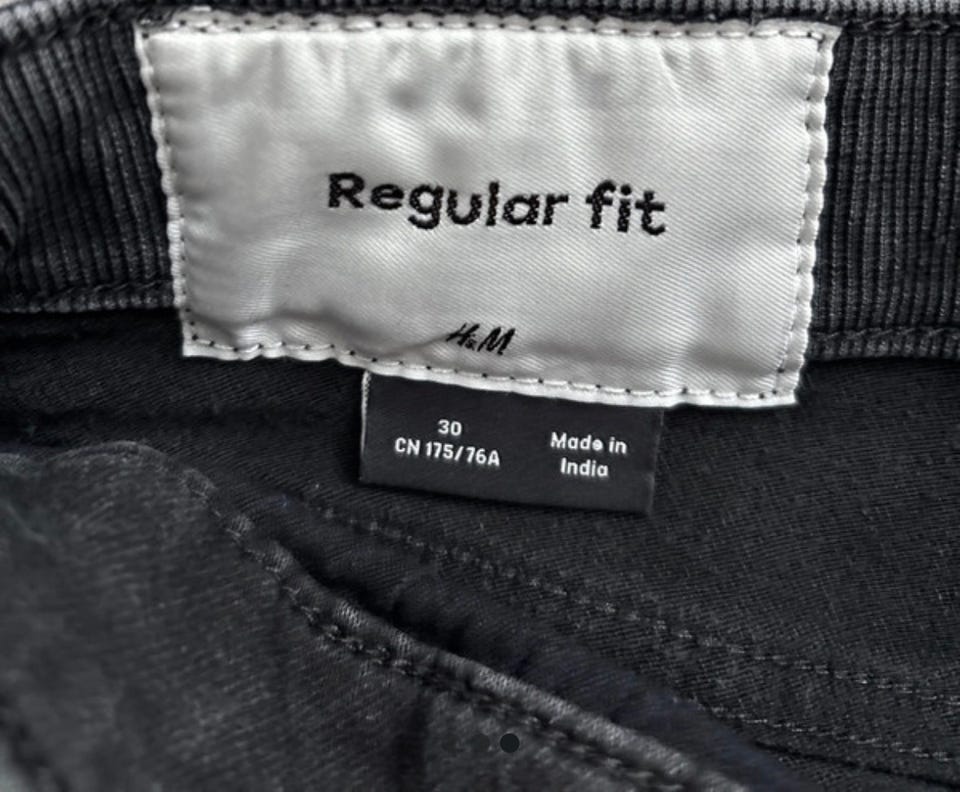 Regular fit
H&M
30
CN 175/76A
Made in
India